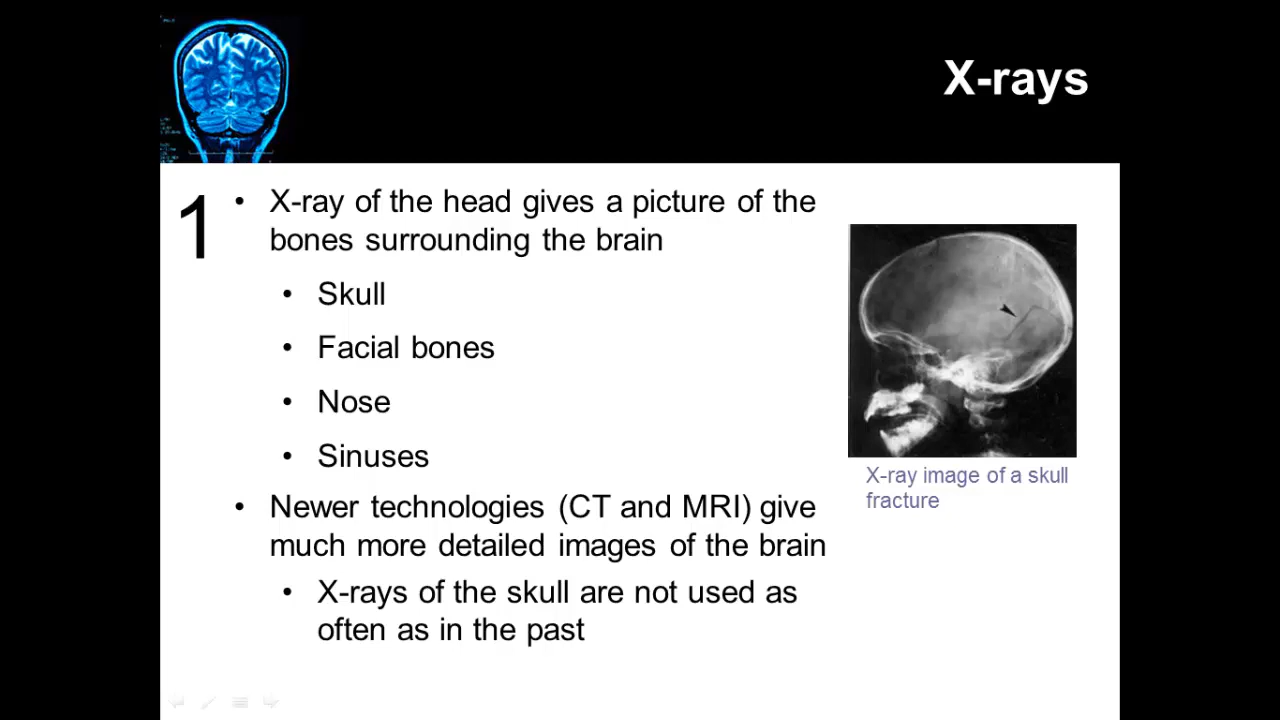 X-rays
1
• X-ray of the head gives a picture of the
bones surrounding the brain
• Skull
• Facial bones
• Nose
• Sinuses
• Newer technologies (CT and MRI) give
much more detailed images of the brain
• X-rays of the skull are not used as
often as in the past
X-ray image of a skull
fracture